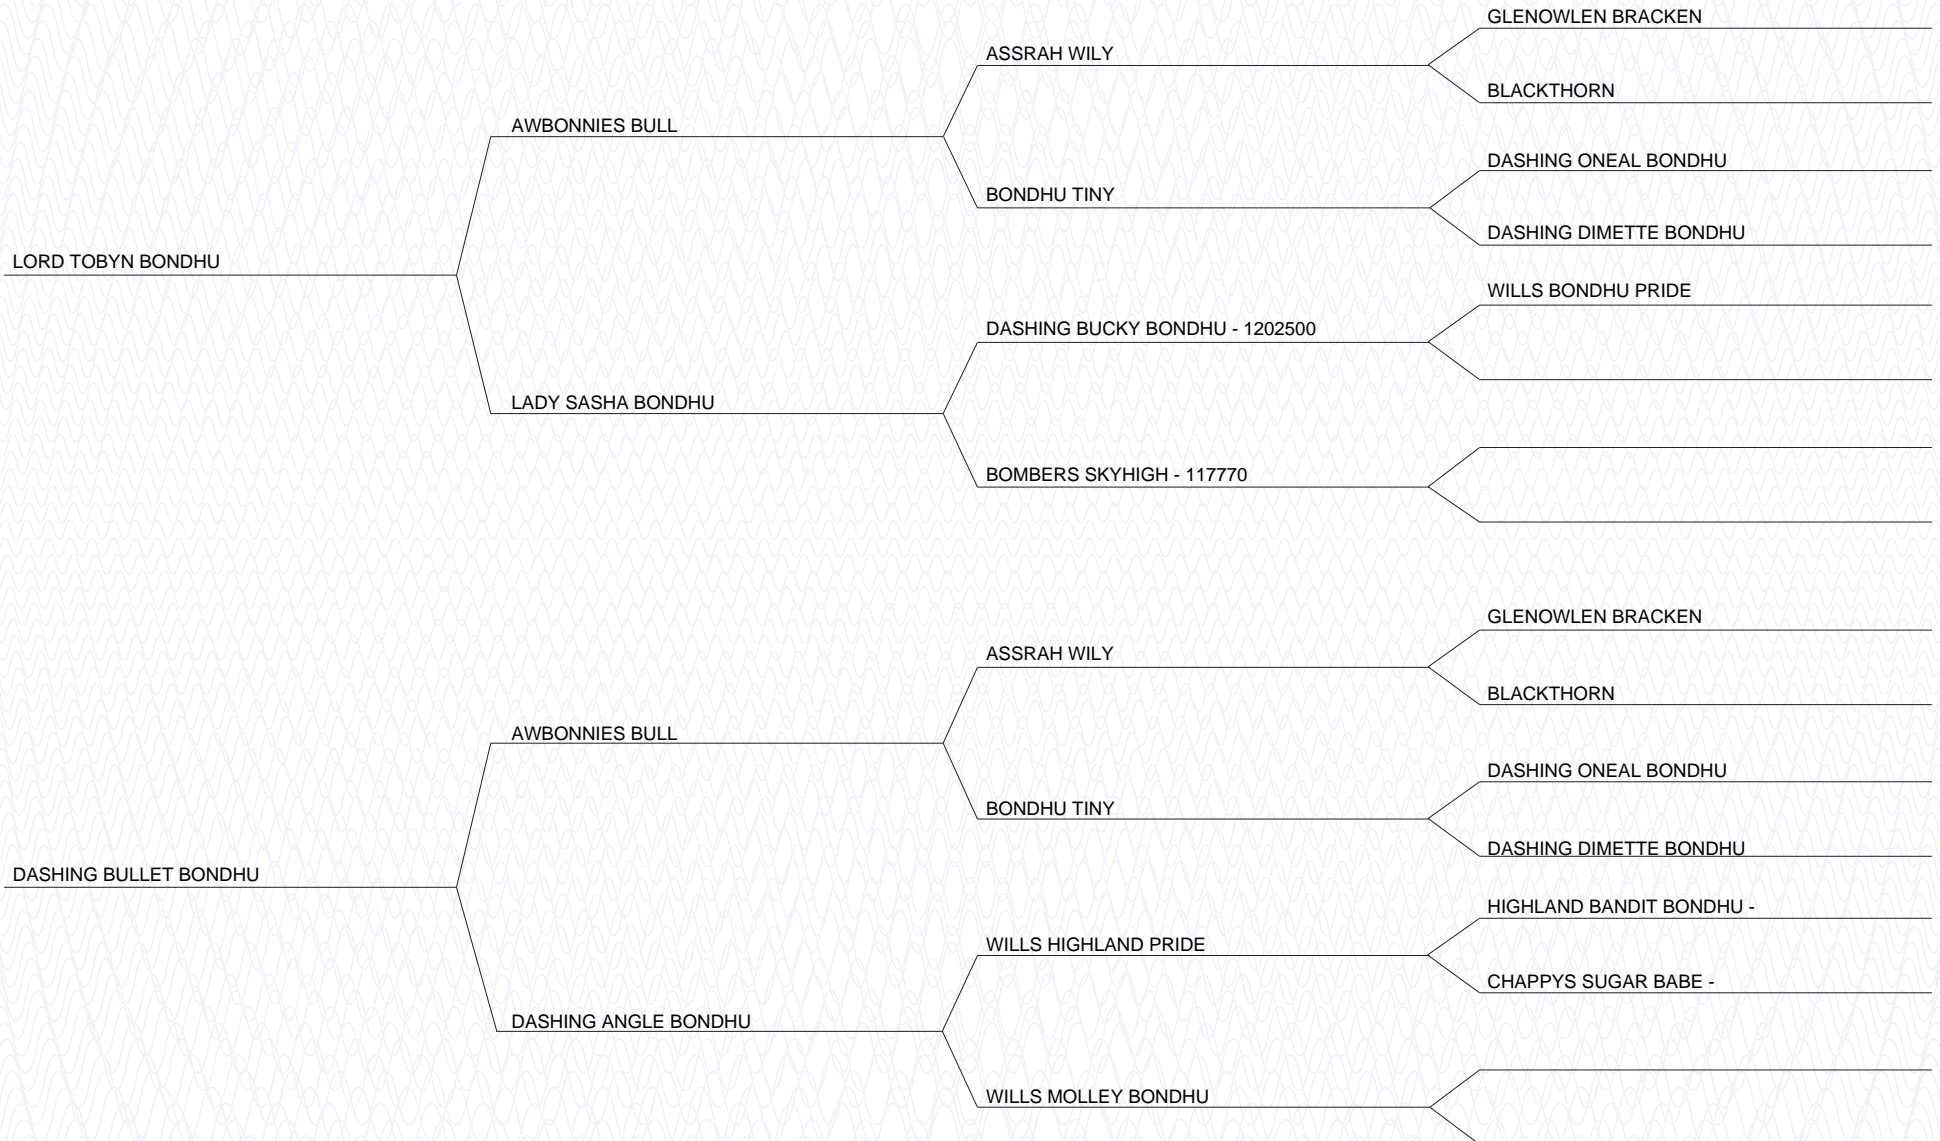 GLENOWLEN BRACKEN
ASSRAH WILY
BLACKTHORN
AWBONNIES BULL
DASHING ONEAL BONDHU
BONDHU TINY
DASHING DIMETTE BONDHU
LORD TOBYN BONDHU
WILLS BONDHU PRIDE
DASHING BUCKY BONDHU - 1202500
LADY SASHA BONDHU
BOMBERS SKYHIGH - 117770
GLENOWLEN BRACKEN
ASSRAH WILY
BLACKTHORN
AWBONNIES BULL
DASHING ONEAL BONDHU
BONDHU TINY
DASHING DIMETTE BONDHU
DASHING BULLET BONDHU
HIGHLAND BANDIT BONDHU -
WILLS HIGHLAND PRIDE
CHAPPYS SUGAR BABE -
DASHING ANGLE BONDHU
WILLS MOLLEY BONDHU